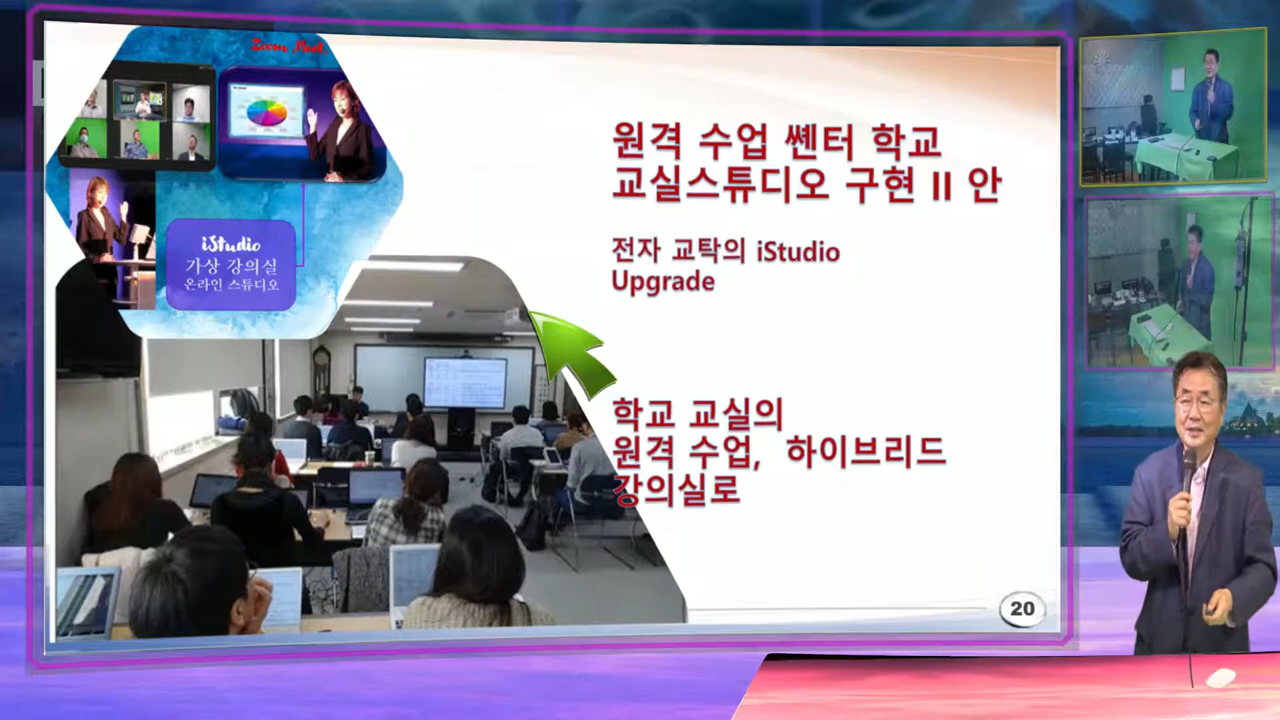 Zoom Meet.
iStudio
가상 강의실
온라인 스튜디오
원격 수업 쎈터 학교
교실스튜디오 구현 II 안
전자 교탁의 iStudio
Upgrade
학교 교실의
원격 수업, 하이브리드
강의실로
20